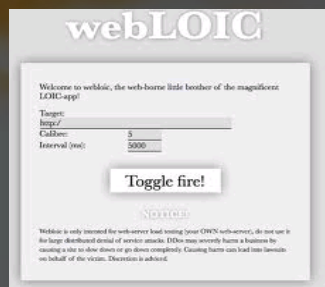 webLOIC
Welcome to webloic, the web-borne little brother of the magnificent
LOIC-app!
Target:
http:/
Calibre: 5
Interval (ms): 5000
Toggle fire!
NOTICE
Webloic is only intended for web-server load testing (your OWN web-server), do not use it
for large distributed denial of service attacks. DDos may severely harm a business by
causing a site to slow down or go down completely. Causing harm can lead into lawsuits
on behalf of the victim. Discretion is adviced.